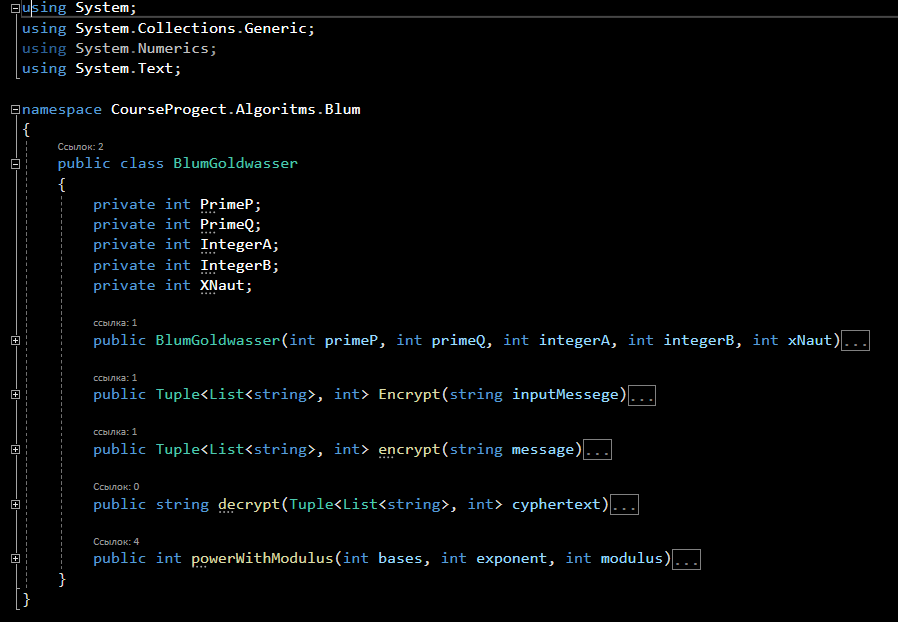 using System;
using System.Collections.Generic;
using System.Numerics;
using System.Text;
namespace CourseProgect.Algoritms.Blum
{
Ссылок: 2
public class BlumGoldwasser
{
private int PrimeP;
private int PrimeQ;
private int IntegerA;
private int IntegerB;
private int XNaut;
ссылка: 1
public BlumGoldwasser(int primeP, int primeQ, int integerA, int integerB, int xNaut)...
ссылка: 1
public Tuple<List<string>, int> Encrypt(string inputMessege)...
ссылка: 1
public Tuple<List<string>, int> encrypt(string message)...
Ссылок: 0
public string decrypt(Tuple<List<string>, int> cyphertext)...
Ссылок: 4
public int powerWithModulus(int bases, int exponent, int modulus)...
}
}